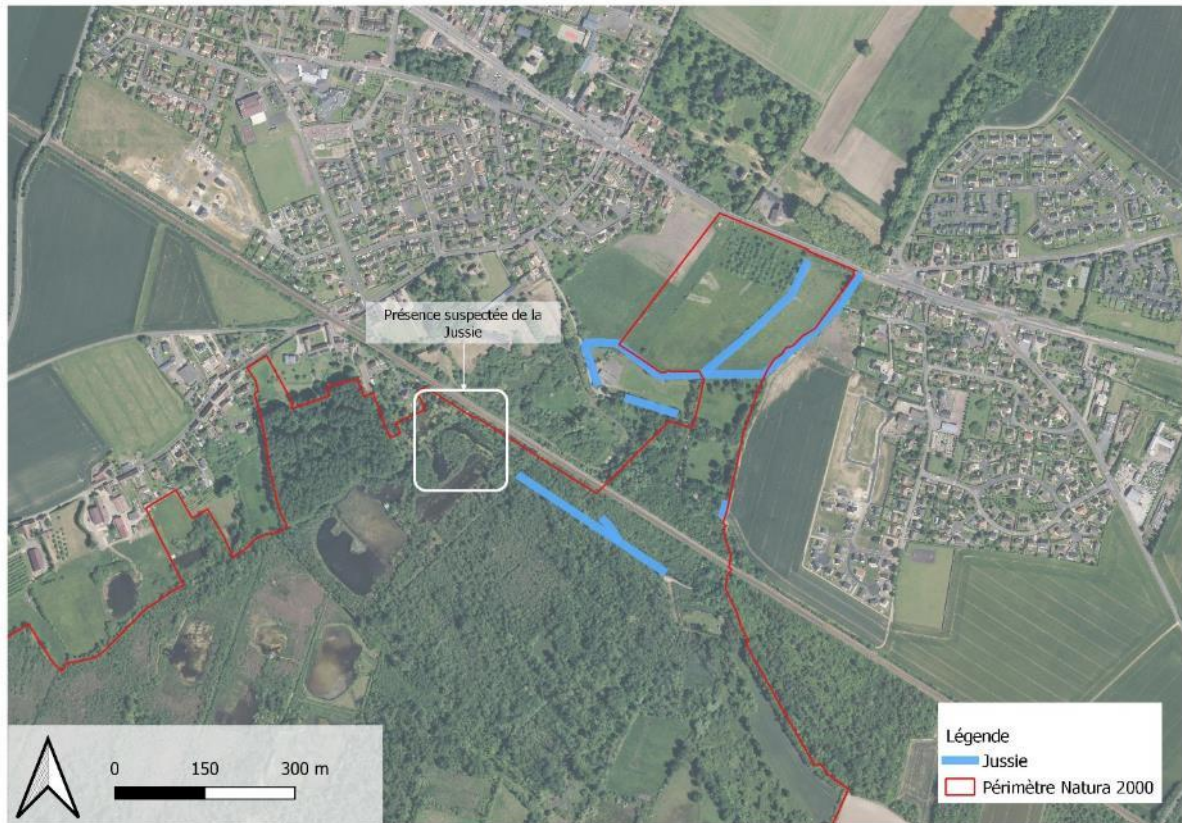 Présence suspectée de la
Jussie
0 150 300 m
Légende
Jussie
Périmètre Natura 2000